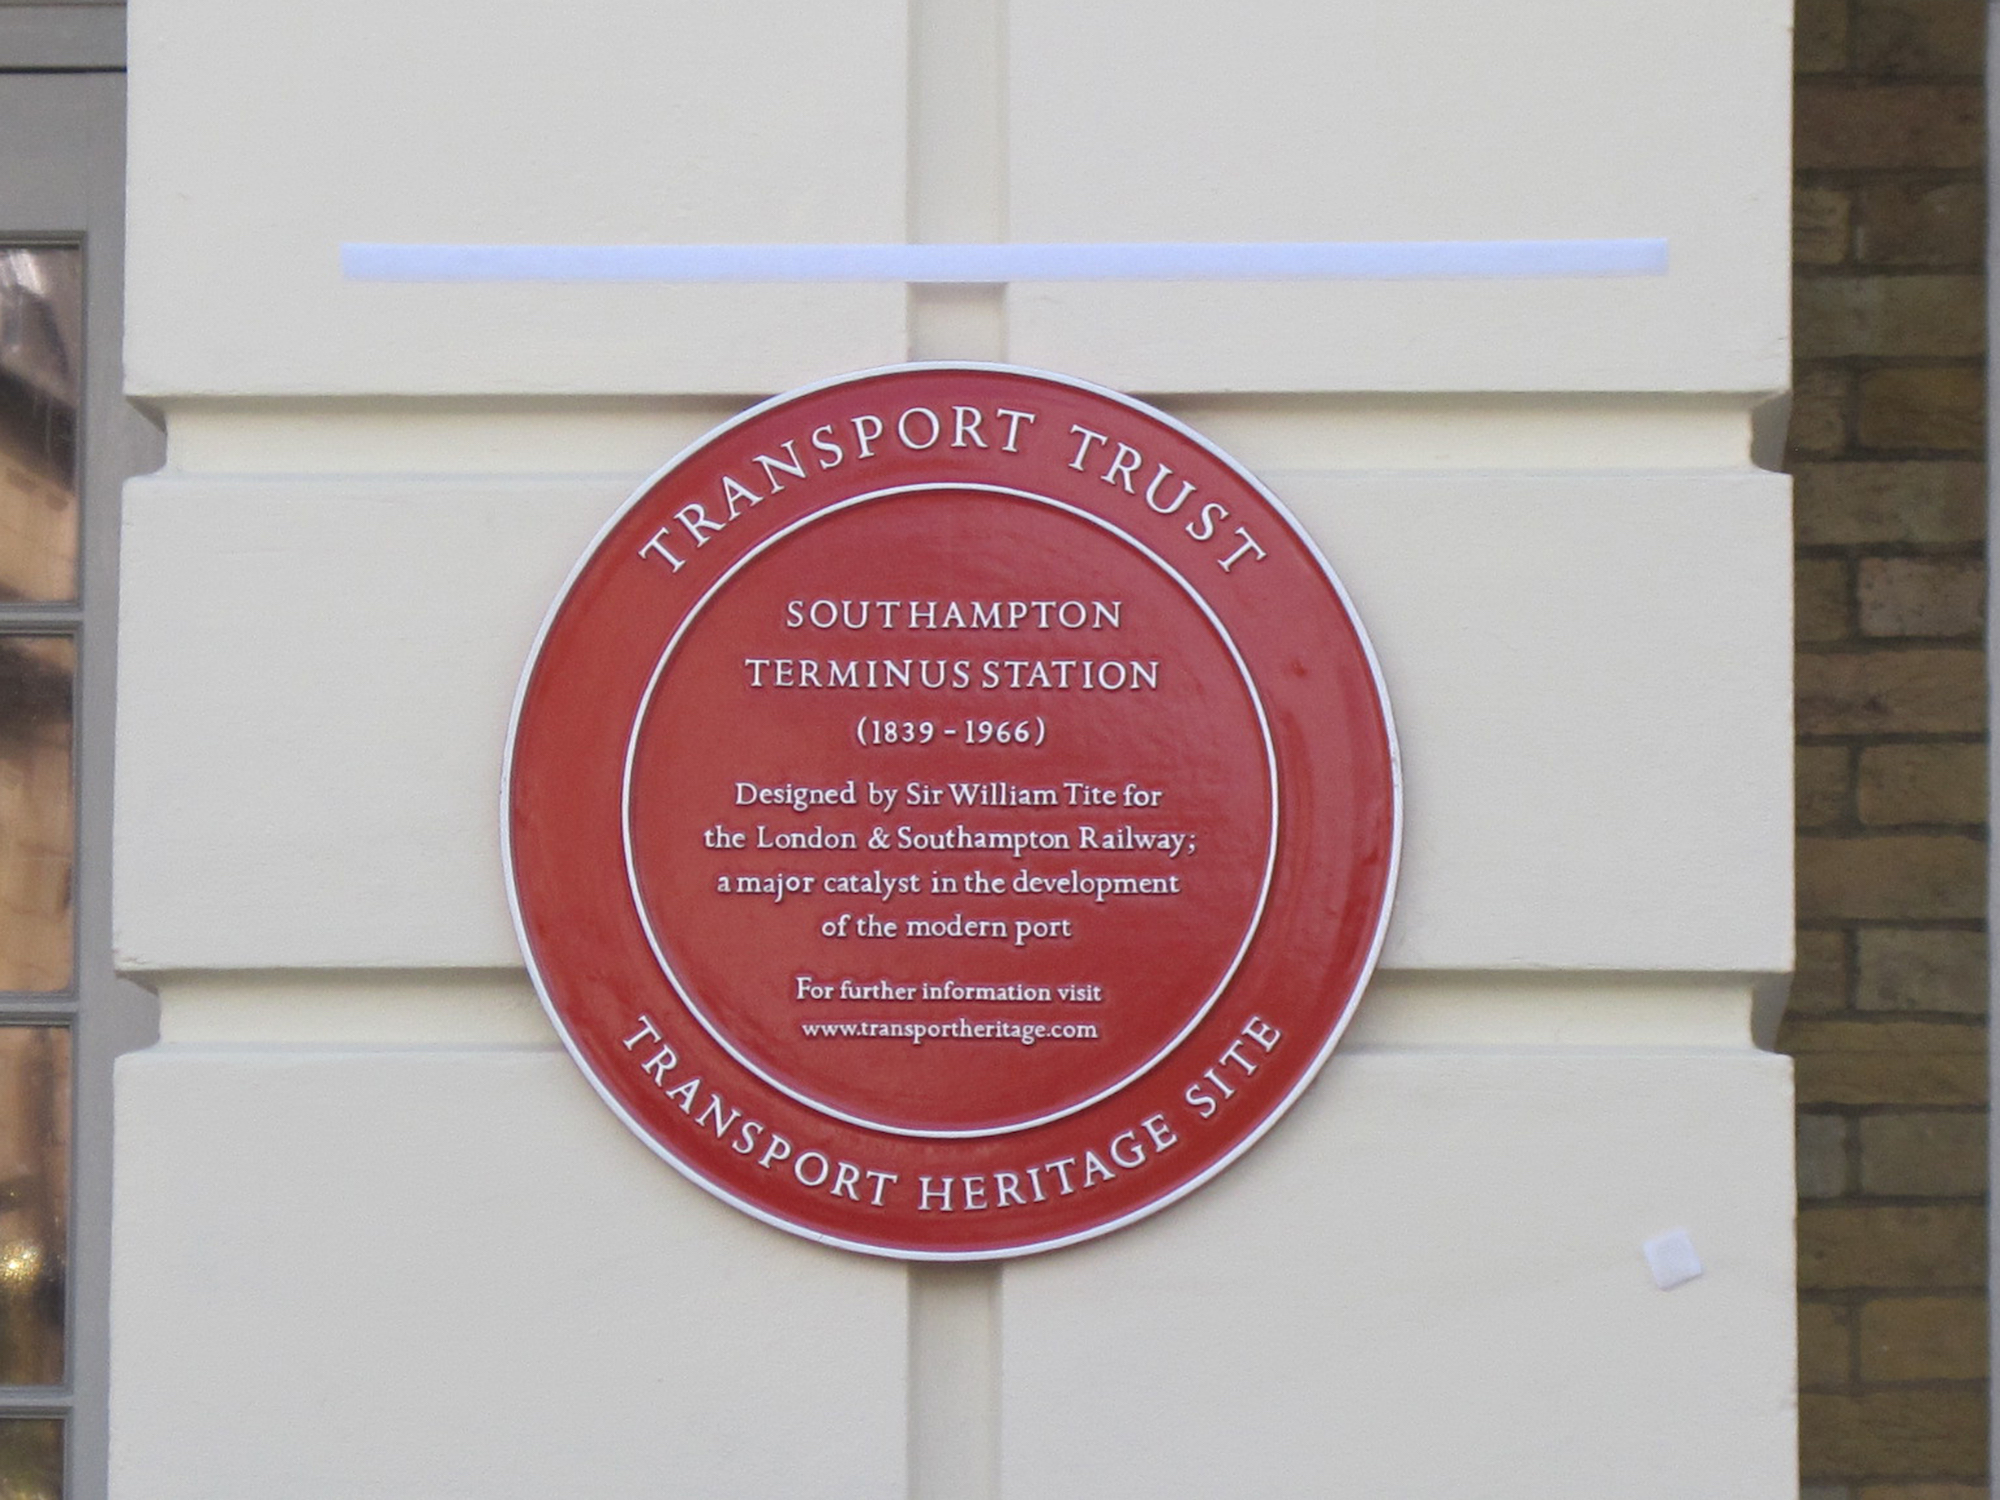 TRANSPORT TRUST
SOUTHAMPTON
TERMINUS STATION
(1839 - 1966)
Designed by Sir William Tite for
the London & Southampton Railway;
a major catalyst in the development
of the modern port
For further information visit
www.transportheritage.com
TRANSPORT HERITAGE SITE